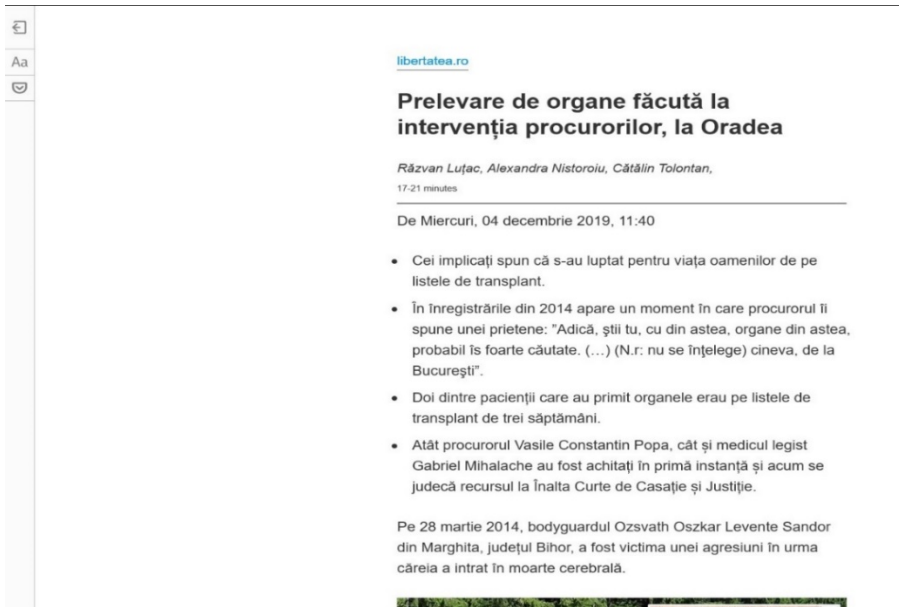 Aa
libertatea.ro
Prelevare de organe făcută la
intervenția procurorilor, la Oradea
Răzvan Luțac, Alexandra Nistoroiu, Cătălin Tolontan,
17-21 minutes
De Miercuri, 04 decembrie 2019, 11:40
• Cei implicați spun că s-au luptat pentru viața oamenilor de pe
listele de transplant.
• În înregistrările din 2014 apare un moment în care procurorul îi
spune unei prietene: ”Adică, ştii tu, cu din astea, organe din astea,
probabil îs foarte căutate. (…) (N.r: nu se înţelege) cineva, de la
Bucureşti”.
• Doi dintre pacienții care au primit organele erau pe listele de
transplant de trei săptămâni.
• Atât procurorul Vasile Constantin Popa, cât și medicul legist
Gabriel Mihalache au fost achitați în primă instanță și acum se
judecă recursul la Înalta Curte de Casație și Justiție.
Pe 28 martie 2014, bodyguardul Ozsvath Oszkar Levente Sandor
din Marghita, județul Bihor, a fost victima unei agresiuni în urma
căreia a intrat în moarte cerebrală.